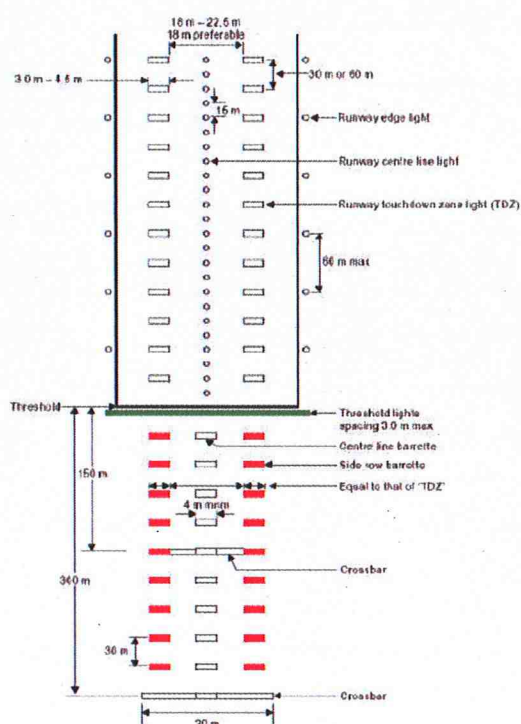 18 m – 22.5 m
18 m preferable
3.0 m – 4.5 m
30 m or 60 m
15 m
Runway edge light
Runway centre line light
Runway touchdown zone light (TDZ)
60 m max
Threshold
Threshold lights
spacing 3.0 m max
Centre line barrette
Side row barrette
150 m
Equal to that of 'TDZ'
4 m
Crossbar
300 m
30 m
Crossbar